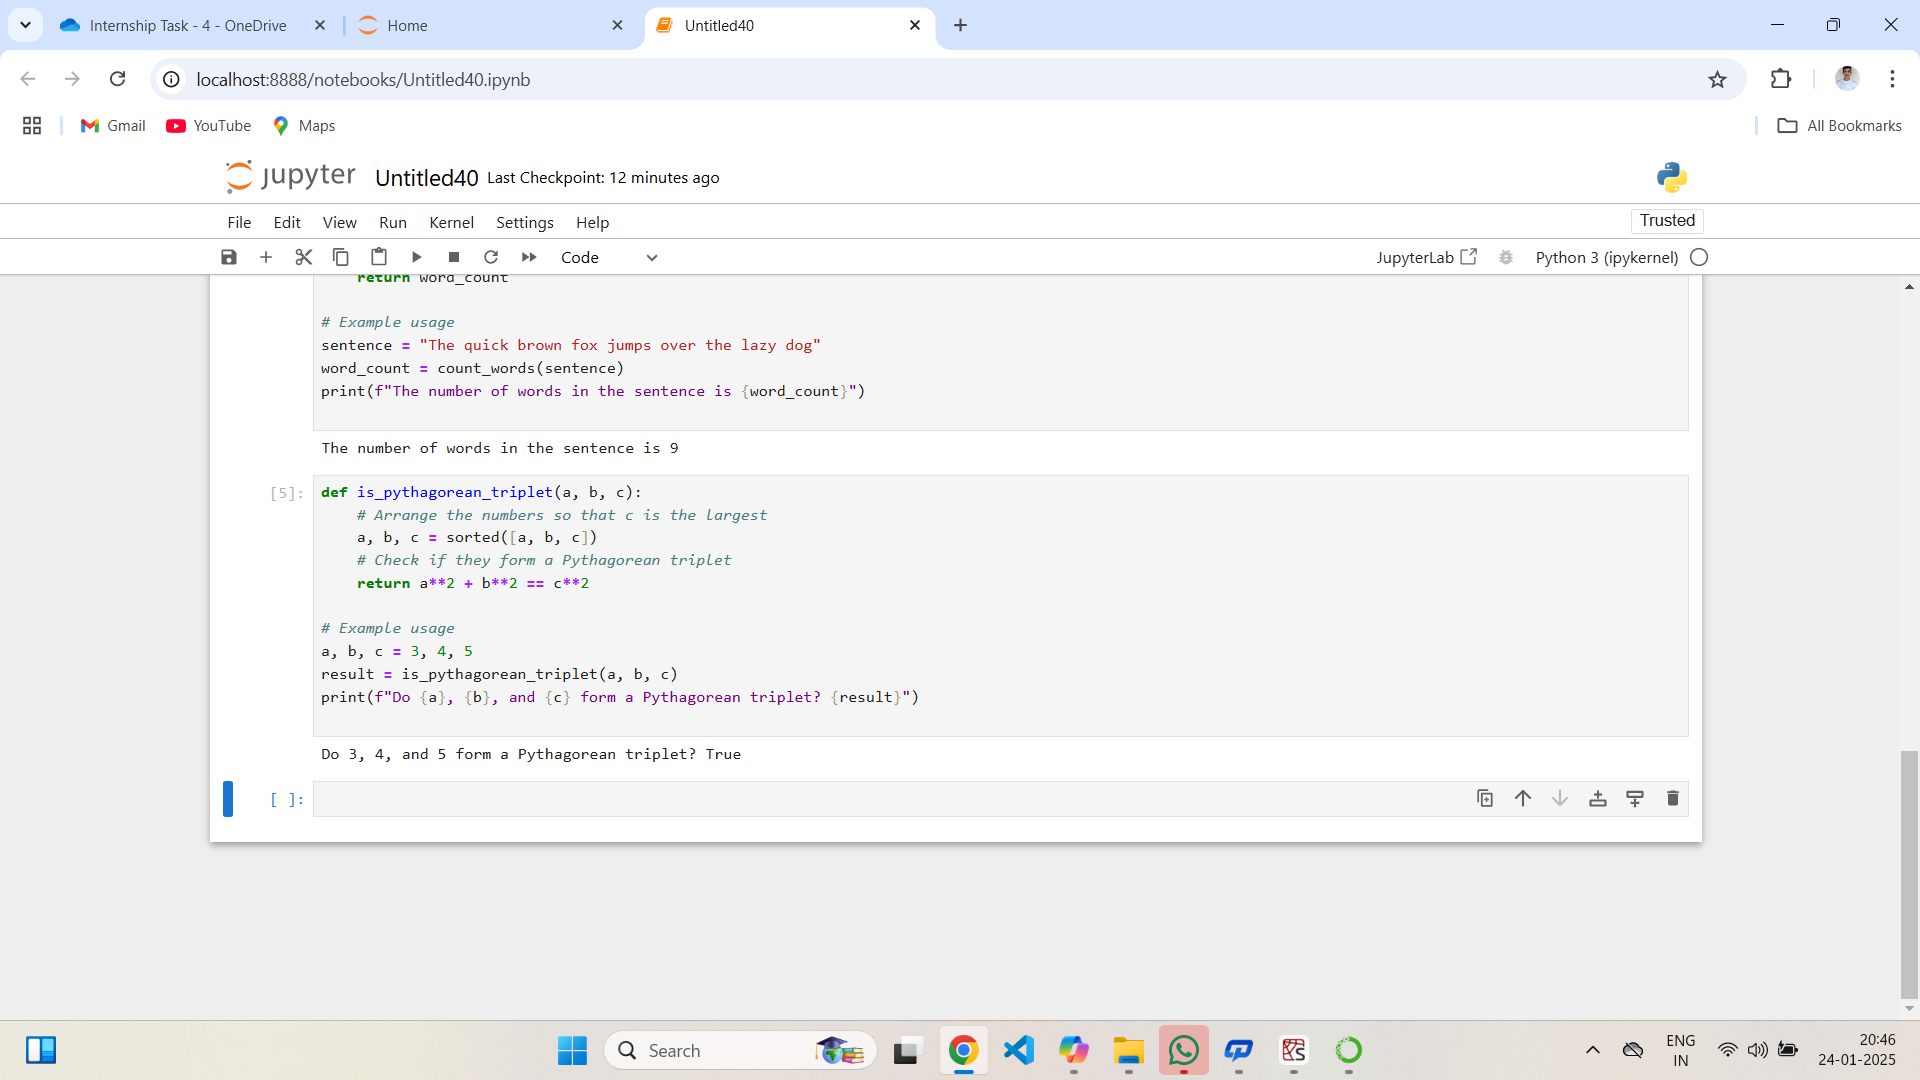 Internship Task - 4 - OneDrive
Home
Untitled40
localhost:8888/notebooks/Untitled40.ipynb
Gmail YouTube Maps All Bookmarks
jupyter Untitled40 Last Checkpoint: 12 minutes ago
File Edit View Run Kernel Settings Help Trusted
Code JupyterLab Python 3 (ipykernel)
    return word_count
# Example usage
sentence = "The quick brown fox jumps over the lazy dog"
word_count = count_words(sentence)
print(f"The number of words in the sentence is {word_count}")
The number of words in the sentence is 9
[5]: def is_pythagorean_triplet(a, b, c):
    # Arrange the numbers so that c is the largest
    a, b, c = sorted([a, b, c])
    # Check if they form a Pythagorean triplet
    return a**2 + b**2 == c**2
# Example usage
a, b, c = 3, 4, 5
result = is_pythagorean_triplet(a, b, c)
print(f"Do {a}, {b}, and {c} form a Pythagorean triplet? {result}")
Do 3, 4, and 5 form a Pythagorean triplet? True
[ ]:
Search
ENG
IN
20:46
24-01-2025